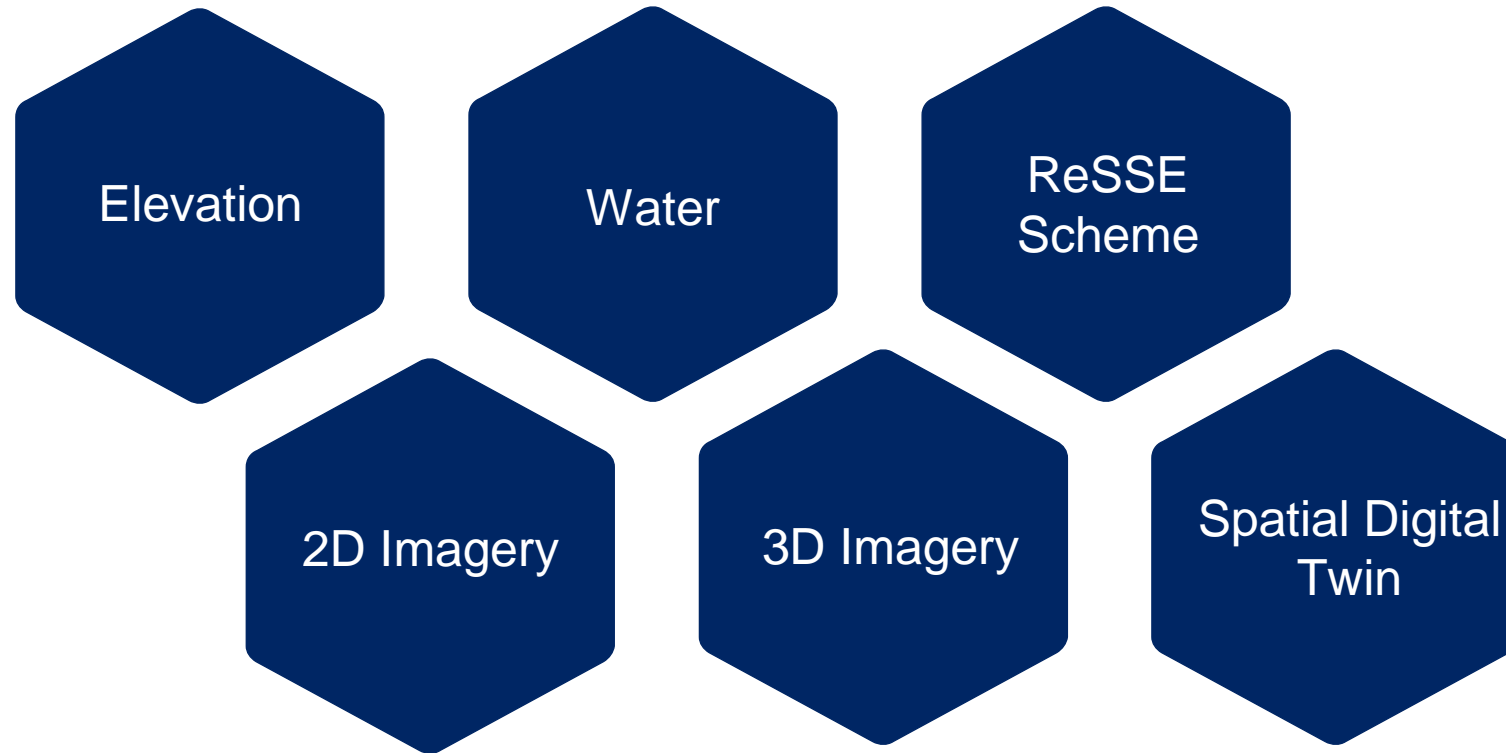 Elevation
Water
ReSSE
Scheme
2D Imagery
3D Imagery
Spatial Digital
Twin